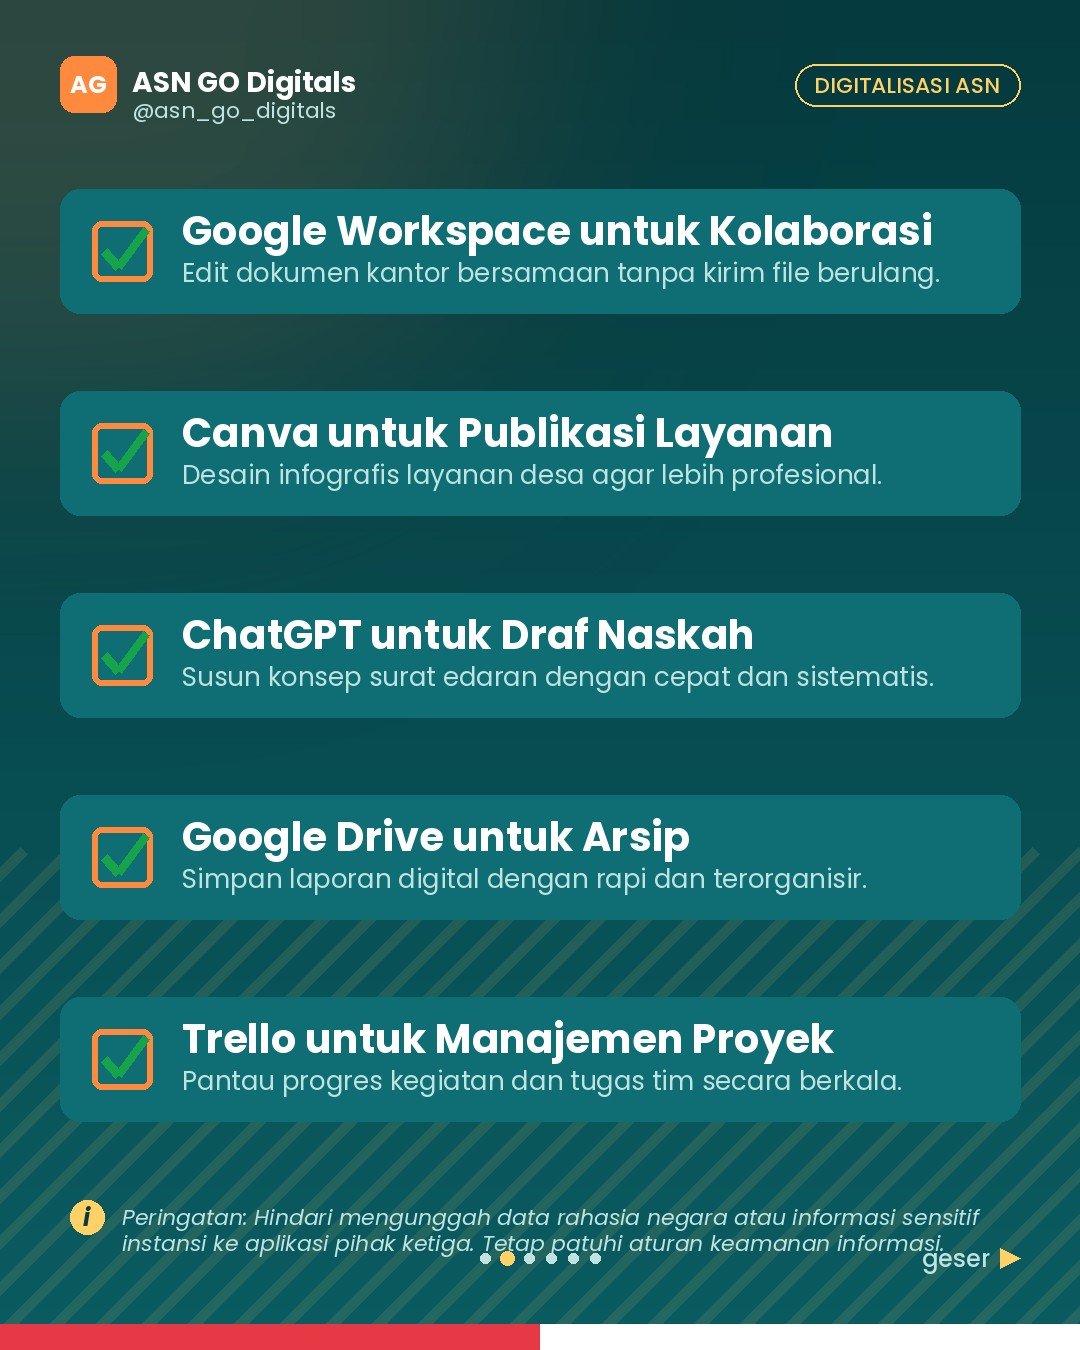 AG
ASN GO Digitals
@asn_go_digitals
DIGITALISASI ASN
Google Workspace untuk Kolaborasi
Edit dokumen kantor bersamaan tanpa kirim file berulang.
Canva untuk Publikasi Layanan
Desain infografis layanan desa agar lebih profesional.
ChatGPT untuk Draf Naskah
Susun konsep surat edaran dengan cepat dan sistematis.
Google Drive untuk Arsip
Simpan laporan digital dengan rapi dan terorganisir.
Trello untuk Manajemen Proyek
Pantau progres kegiatan dan tugas tim secara berkala.
i
Peringatan: Hindari mengunggah data rahasia negara atau informasi sensitif
instansi ke aplikasi pihak ketiga. Tetap patuhi aturan keamanan informasi.
geser